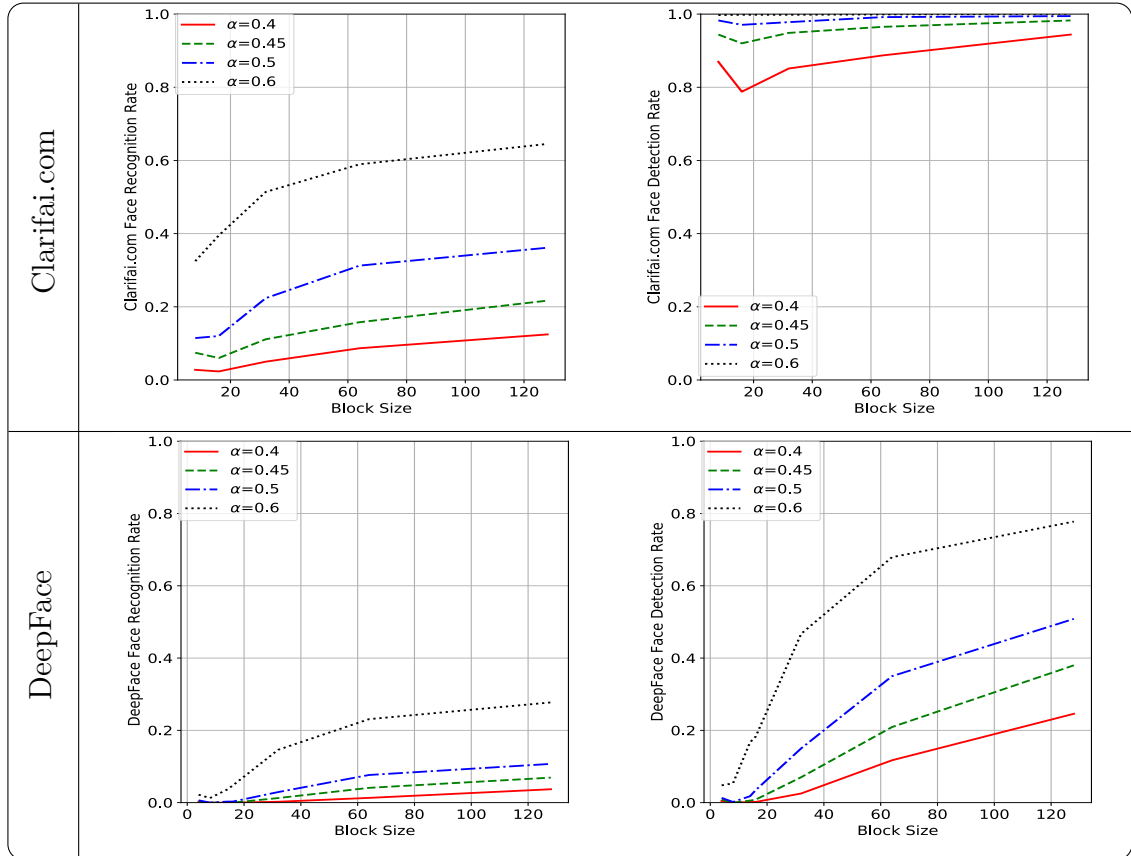 Clarifai.com
Clarifai.com Face Recognition Rate
1.0
0.8
0.6
0.4
0.2
0.0
α=0.4
α=0.45
α=0.5
α=0.6
20 40 60 80 100 120
Block Size
Clarifai.com Face Detection Rate
1.0
0.8
0.6
0.4
0.2
0.0
α=0.4
α=0.45
α=0.5
α=0.6
20 40 60 80 100 120
Block Size
DeepFace
DeepFace Face Recognition Rate
1.0
0.8
0.6
0.4
0.2
0.0
α=0.4
α=0.45
α=0.5
α=0.6
0 20 40 60 80 100 120
Block Size
DeepFace Face Detection Rate
1.0
0.8
0.6
0.4
0.2
0.0
α=0.4
α=0.45
α=0.5
α=0.6
0 20 40 60 80 100 120
Block Size